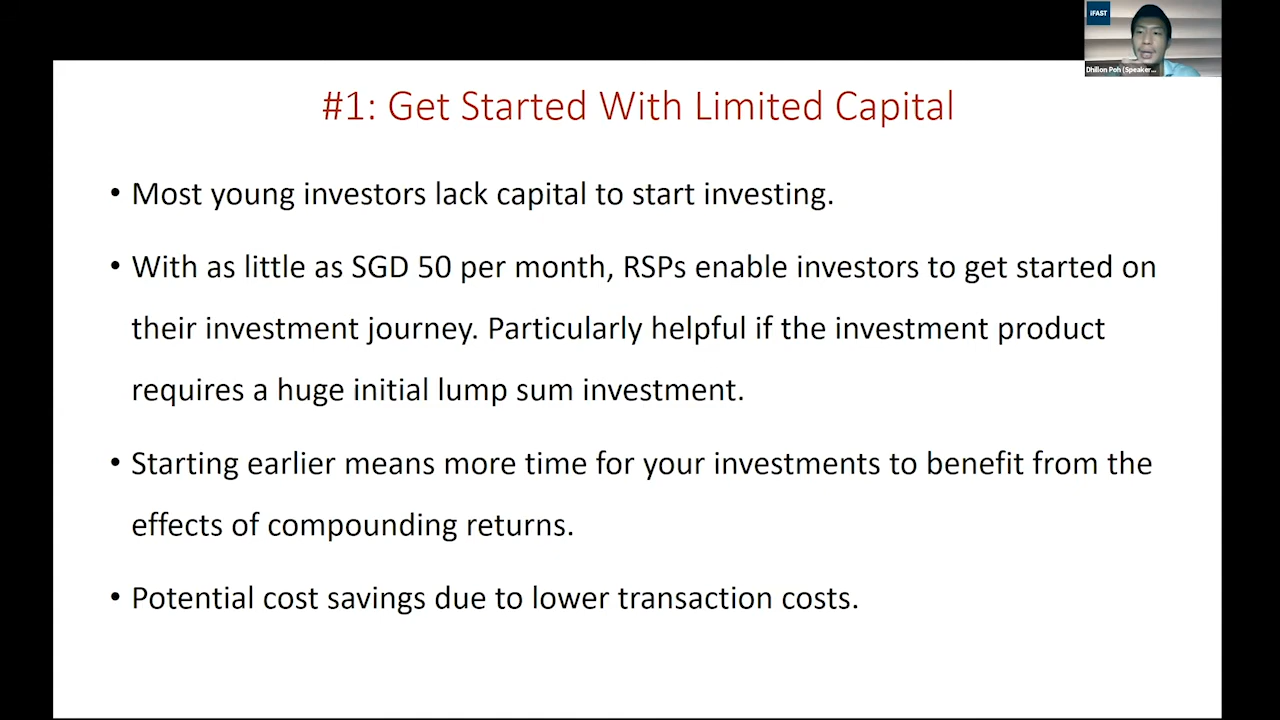 iFAST
Dhillon Poh (Speaker...
#1: Get Started With Limited Capital
• Most young investors lack capital to start investing.
• With as little as SGD 50 per month, RSPs enable investors to get started on
their investment journey. Particularly helpful if the investment product
requires a huge initial lump sum investment.
• Starting earlier means more time for your investments to benefit from the
effects of compounding returns.
• Potential cost savings due to lower transaction costs.